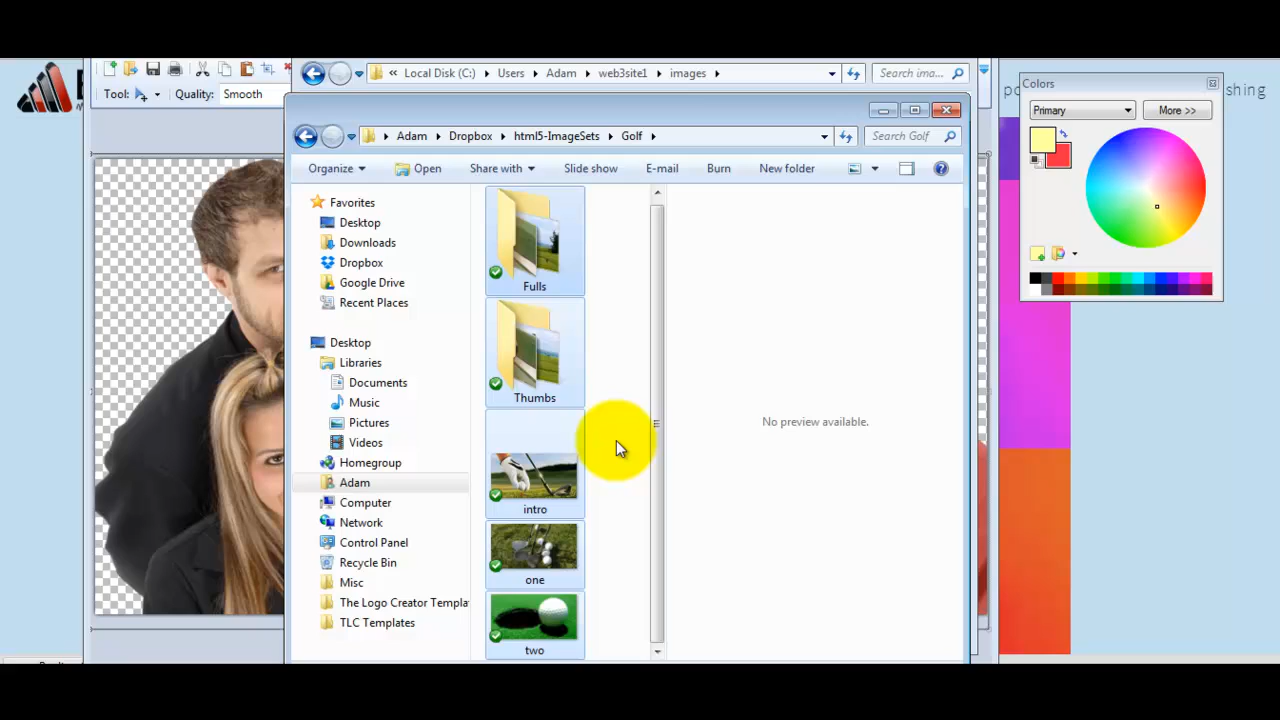 Local Disk (C:) Users Adam web3site1 images Search ima...
Tool: Quality: Smooth
Colors
Primary More >>
Adam Dropbox html5-ImageSets Golf Search Golf
shing
Organize Open Share with Slide show E-mail Burn New folder
Favorites
Desktop
Downloads
Dropbox
Google Drive
Recent Places
Desktop
Libraries
Documents
Music
Pictures
Videos
Homegroup
Adam
Computer
Network
Control Panel
Recycle Bin
Misc
The Logo Creator Templa
TLC Templates
Fulls
Thumbs
intro
one
two
No preview available.